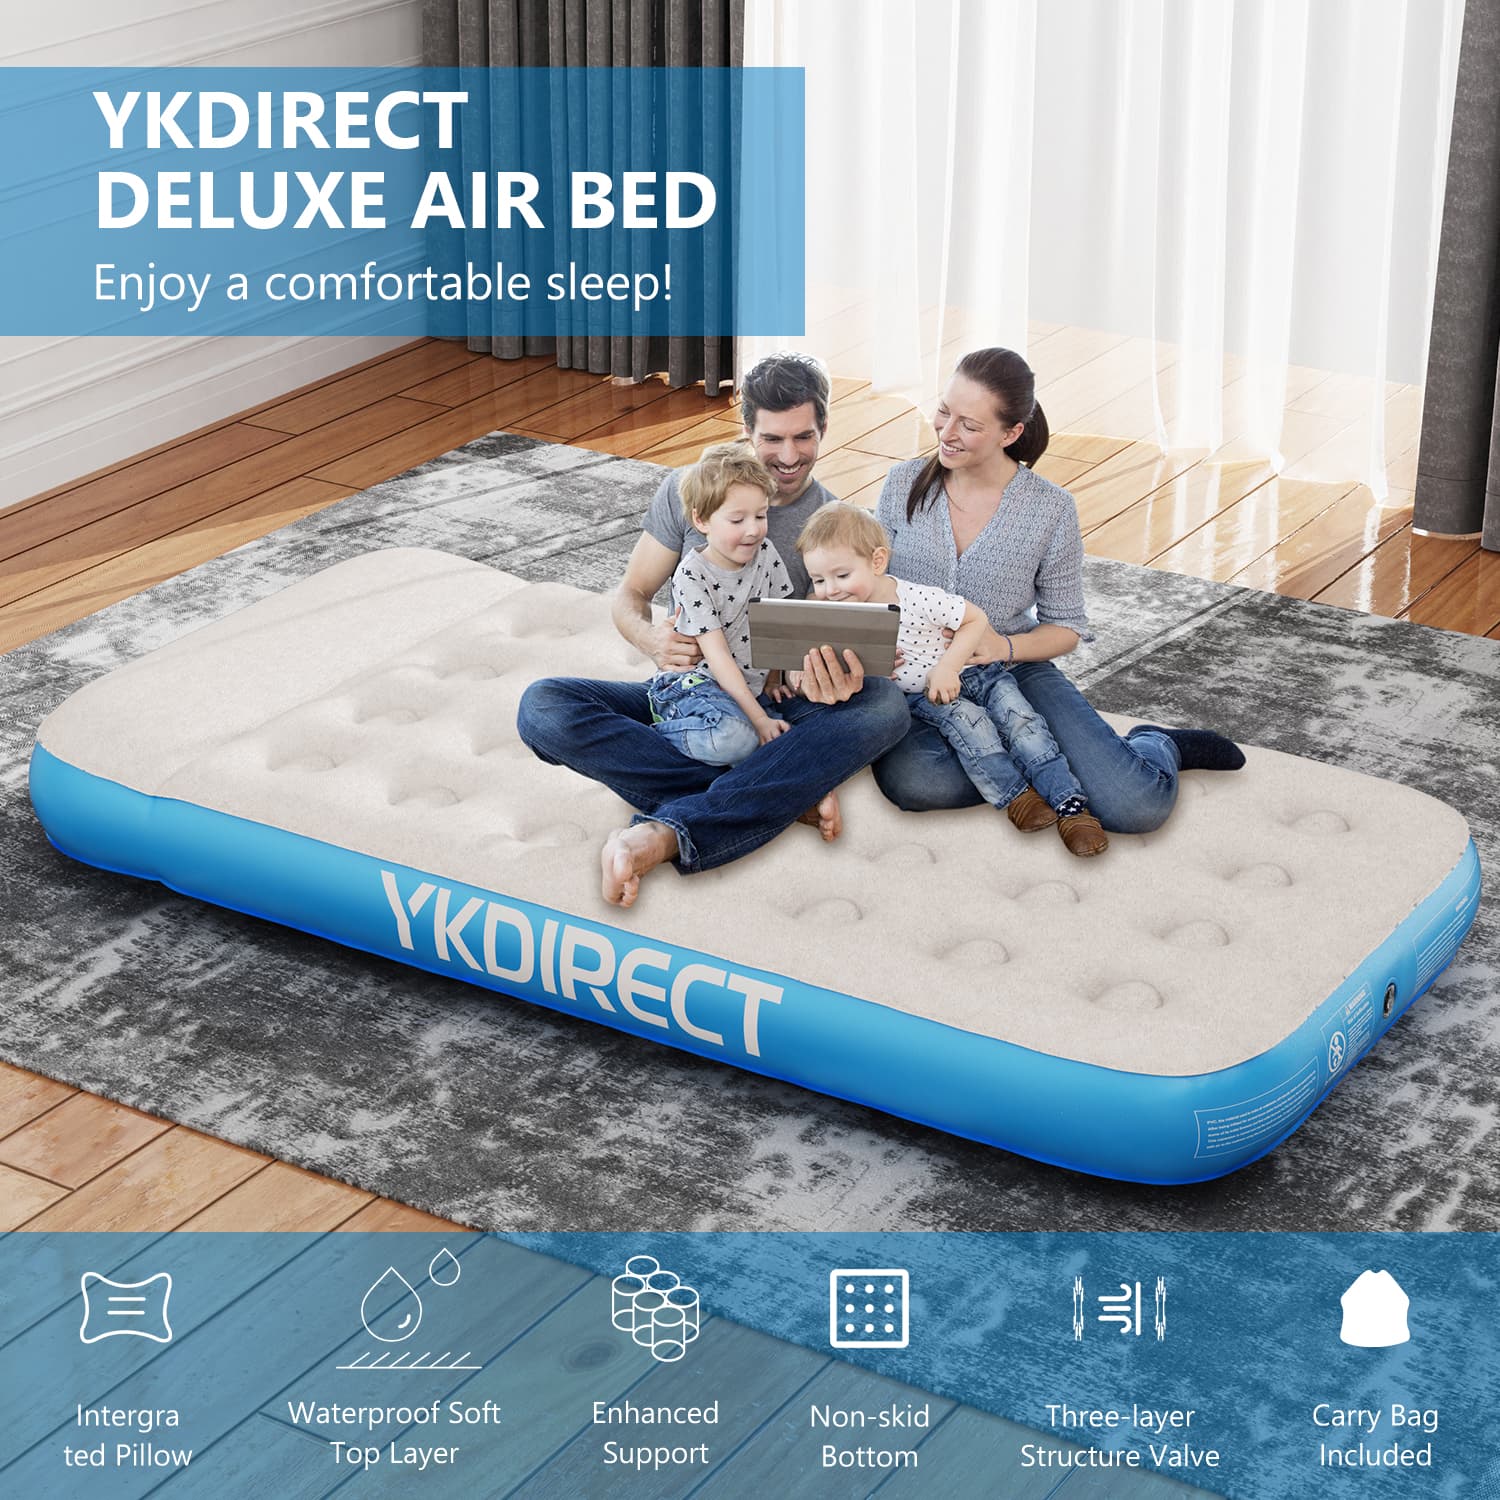 YKDIRECT
DELUXE AIR BED
Enjoy a comfortable sleep!
YKDIRECT
WARNING
Intergra
ted Pillow
Waterproof Soft
Top Layer
Enhanced
Support
Non-skid
Bottom
Three-layer
Structure Valve
Carry Bag
Included